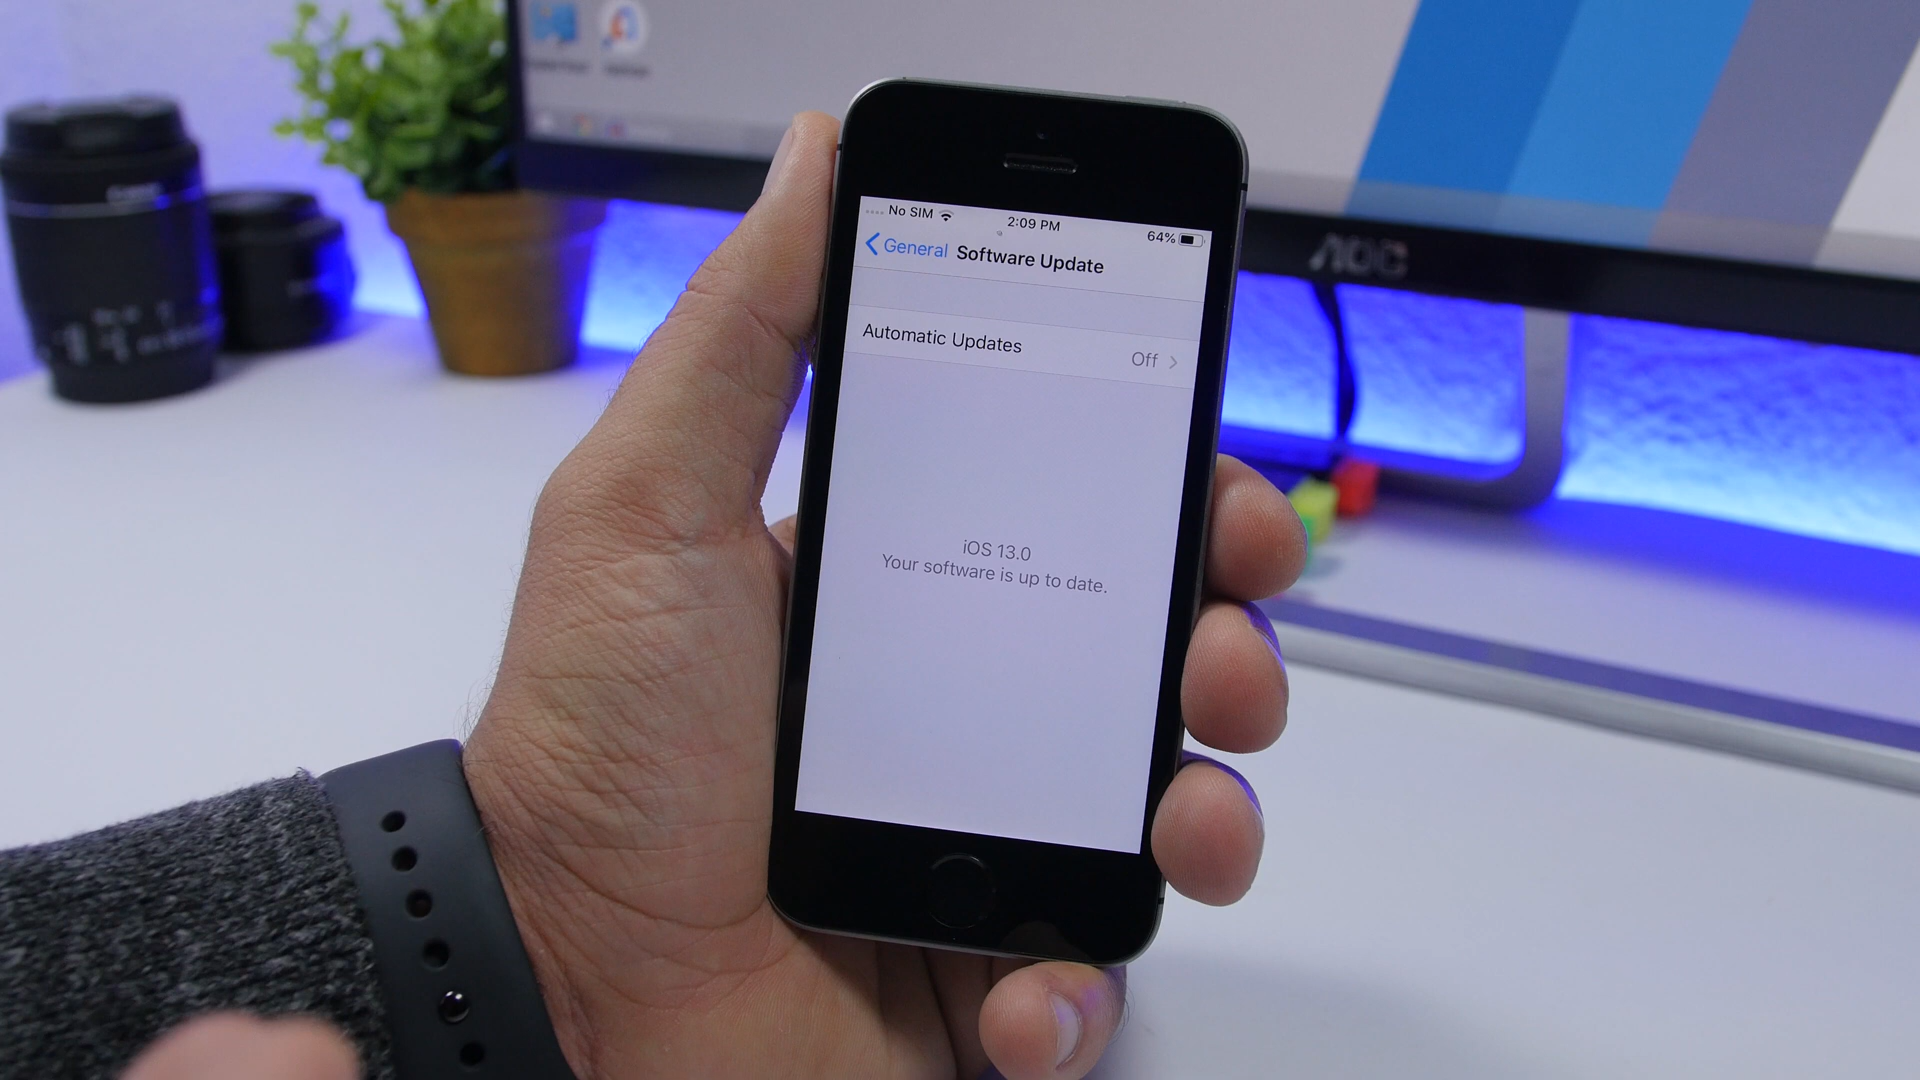 No SIM 2:09 PM 64%
General Software Update
Automatic Updates Off
iOS 13.0
Your software is up to date.
AOC
Canon